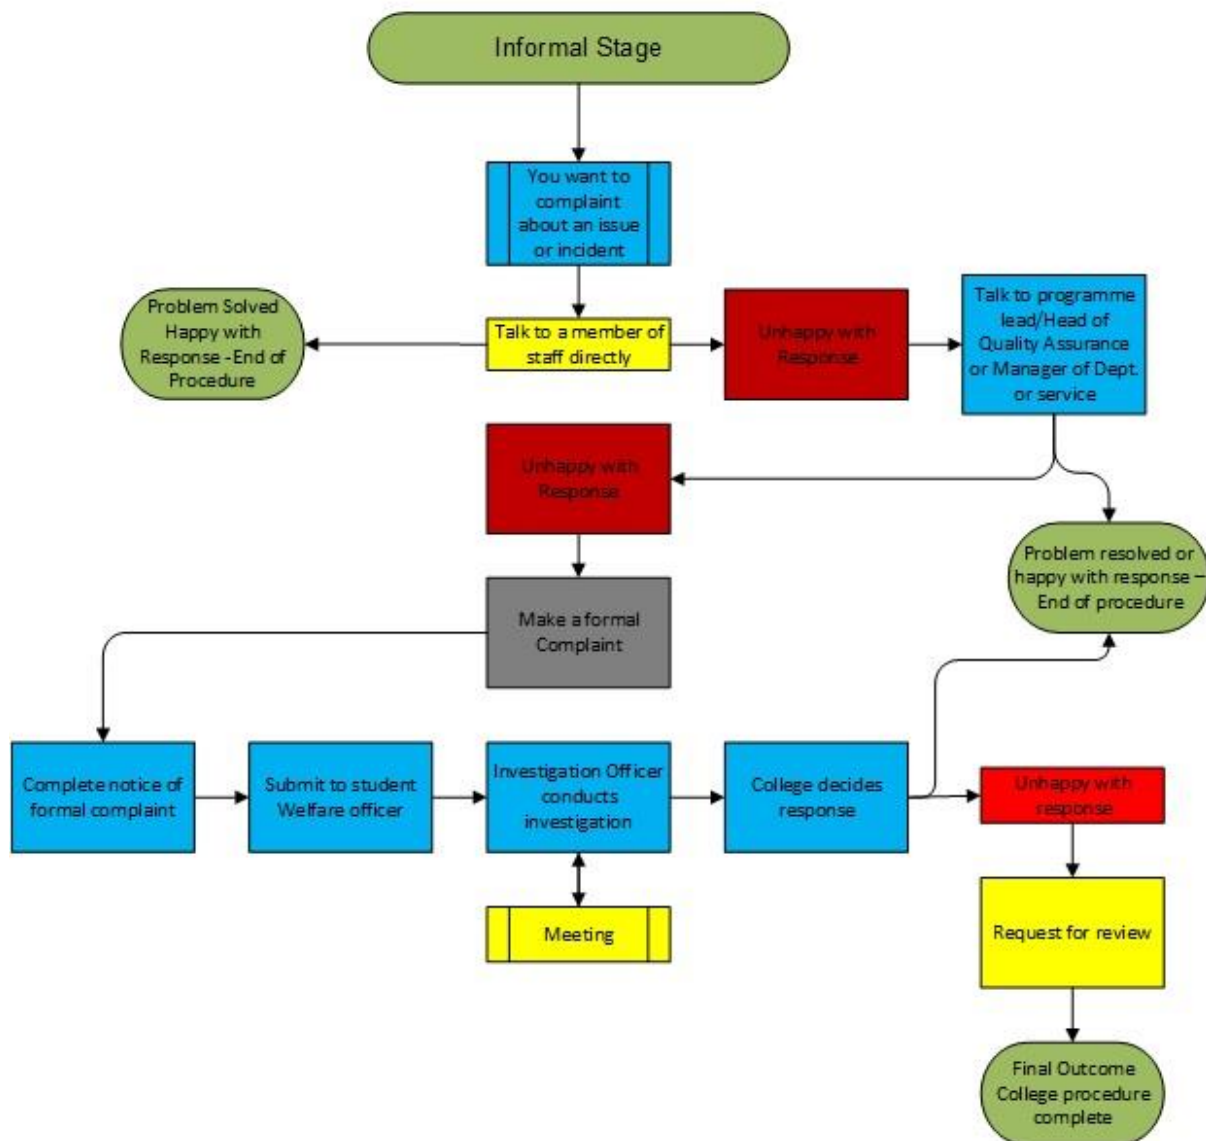 Informal Stage
You want to
complaint
about an issue
or incident
Problem Solved
Happy with
Response -End of
Procedure
Talk to a member of
staff directly
Unhappy with
Response
Talk to programme
lead/Head of
Quality Assurance
or Manager of Dept.
or service
Unhappy with
Response
Problem resolved or
happy with response –
End of procedure
Make a formal
Complaint
Complete notice of
formal complaint
Submit to student
Welfare officer
Investigation Officer
conducts
investigation
College decides
response
Unhappy with
response
Meeting
Request for review
Final Outcome
College procedure
complete